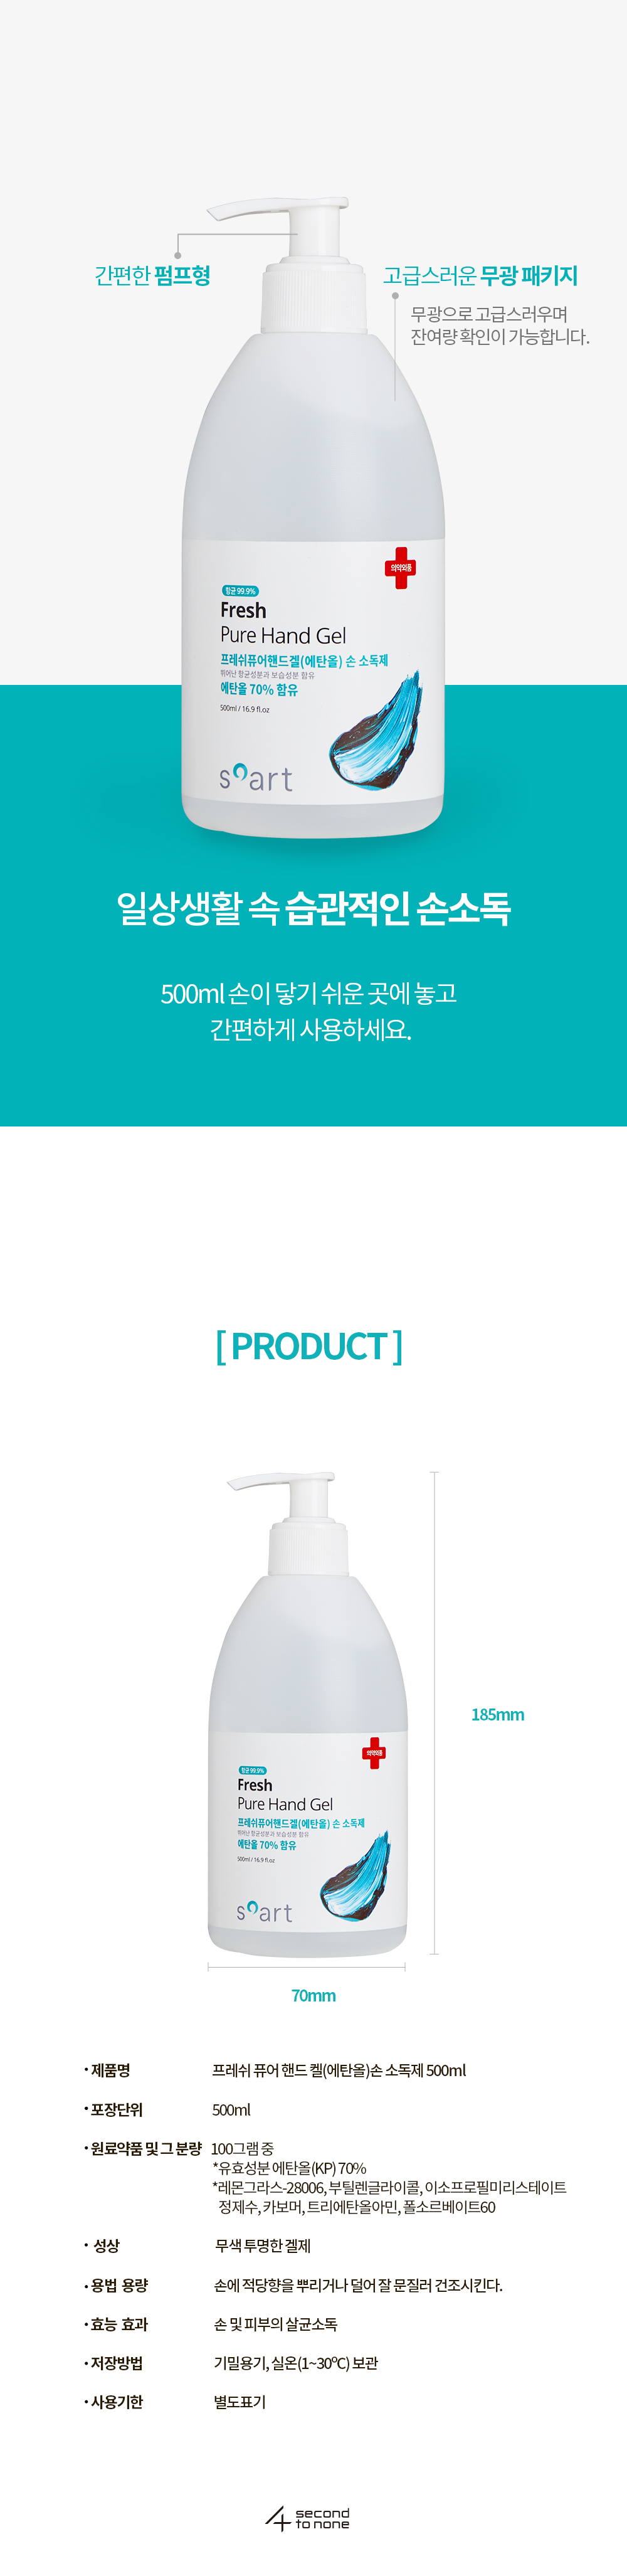 간편한 펌프형
고급스러운 무광 패키지
무광으로 고급스러우며
잔여량 확인이 가능합니다.
의약외품
항균 99.9%
Fresh
Pure Hand Gel
프레쉬퓨어핸드겔(에탄올) 손 소독제
뛰어난 항균성분과 보습성분 함유
에탄올 70% 함유
500ml / 16.9 fl.oz
soart
일상생활 속 습관적인 손소독
500ml 손이 닿기 쉬운 곳에 놓고
간편하게 사용하세요.
[ PRODUCT ]
의약외품
항균 99.9%
Fresh
Pure Hand Gel
프레쉬퓨어핸드겔(에탄올) 손 소독제
뛰어난 항균성분과 보습성분 함유
에탄올 70% 함유
500ml / 16.9 fl.oz
soart
185mm
70mm
• 제품명 프레쉬 퓨어 핸드 켈(에탄올)손 소독제 500ml
• 포장단위 500ml
• 원료약품 및 그 분량 100그램 중
*유효성분 에탄올(KP) 70%
*레몬그라스-28006, 부틸렌글라이콜, 이소프로필미리스테이트
정제수, 카보머, 트리에탄올아민, 폴소르베이트60
• 성상 무색 투명한 겔제
• 용법 용량 손에 적당향을 뿌리거나 덜어 잘 문질러 건조시킨다.
• 효능 효과 손 및 피부의 살균소독
• 저장방법 기밀용기, 실온(1~30℃) 보관
• 사용기한 별도표기
4 second
to none